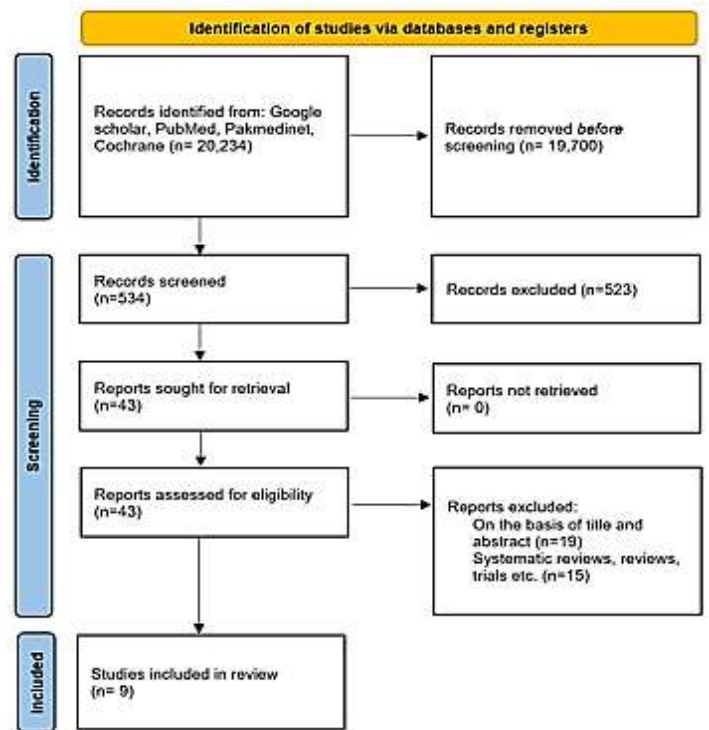 Identification of studies via databases and registers
Identification
Records identified from: Google
scholar, PubMed, Pakmedinet,
Cochrane (n= 20,234)
Records removed before
screening (n= 19,700)
Screening
Records screened
(n=534)
Records excluded (n=523)
Reports sought for retrieval
(n=43)
Reports not retrieved
(n= 0)
Reports assessed for eligibility
(n=43)
Reports excluded:
On the basis of title and
abstract (n=19)
Systematic reviews, reviews,
trials etc. (n=15)
Included
Studies included in review
(n= 9)